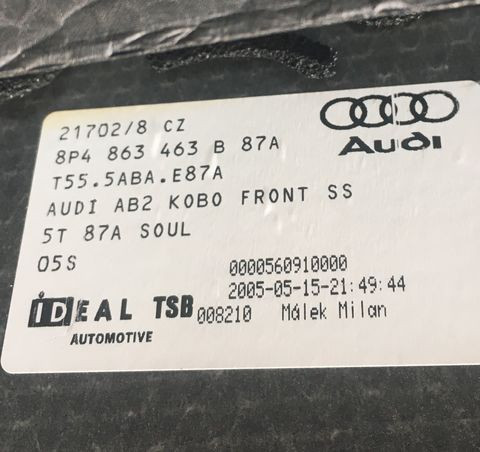 21702/8 CZ
Audi
8P4 863 463 B 87A
T55.5ABA.E87A
AUDI AB2 KOBO FRONT SS
5T 87A SOUL
05S
0000560910000
2005-05-15-21:49:44
IDEAL TSB 008210 Málek Milan
AUTOMOTIVE